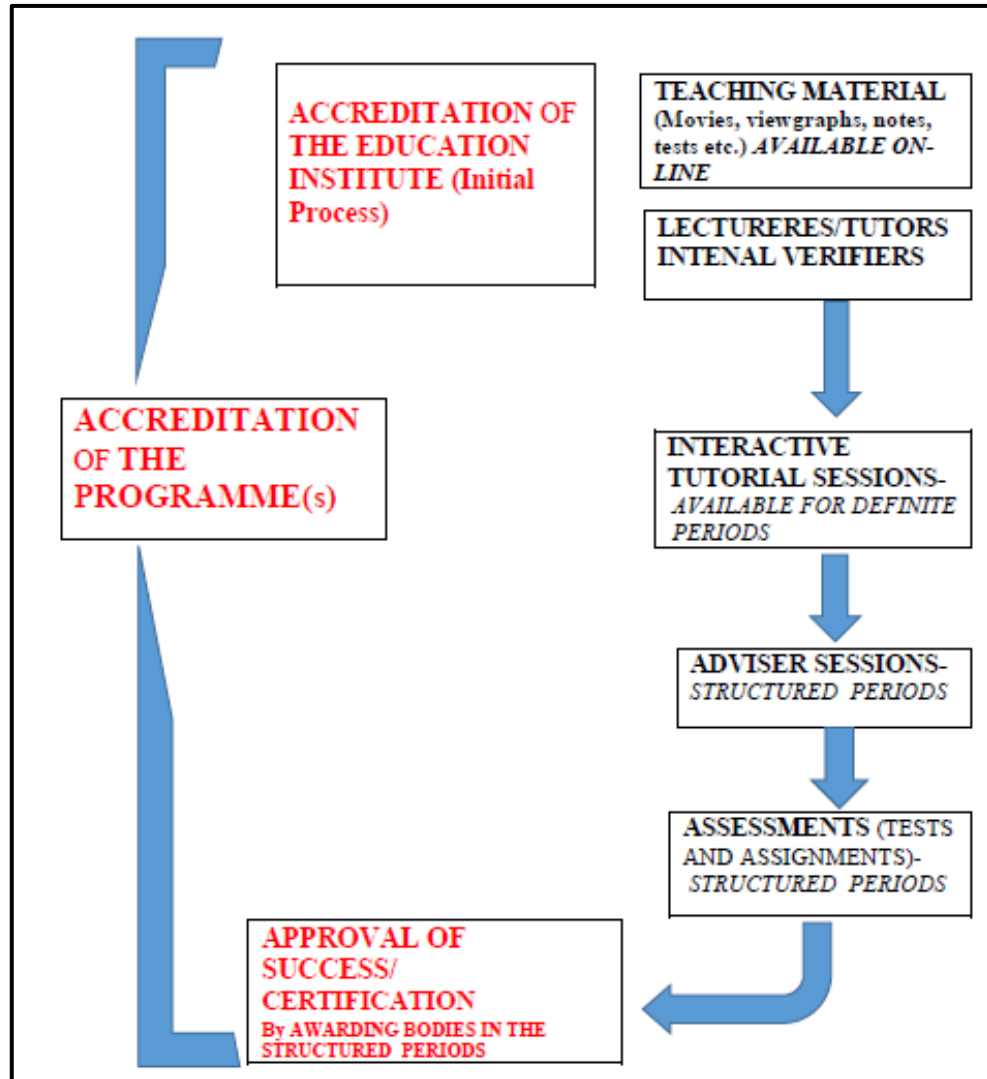 ACCREDITATION OF
THE EDUCATION
INSTITUTE (Initial
Process)
TEACHING MATERIAL
(Movies, viewgraphs, notes,
tests etc.) AVAILABLE ON-
LINE
LECTURERES/TUTORS
INTENAL VERIFIERS
ACCREDITATION
OF THE
PROGRAMME(s)
INTERACTIVE
TUTORIAL SESSIONS-
AVAILABLE FOR DEFINITE
PERIODS
ADVISER SESSIONS-
STRUCTURED PERIODS
ASSESSMENTS (TESTS
AND ASSIGNMENTS)-
STRUCTURED PERIODS
APPROVAL OF
SUCCESS/
CERTIFICATION
By AWARDING BODIES IN THE
STRUCTURED PERIODS